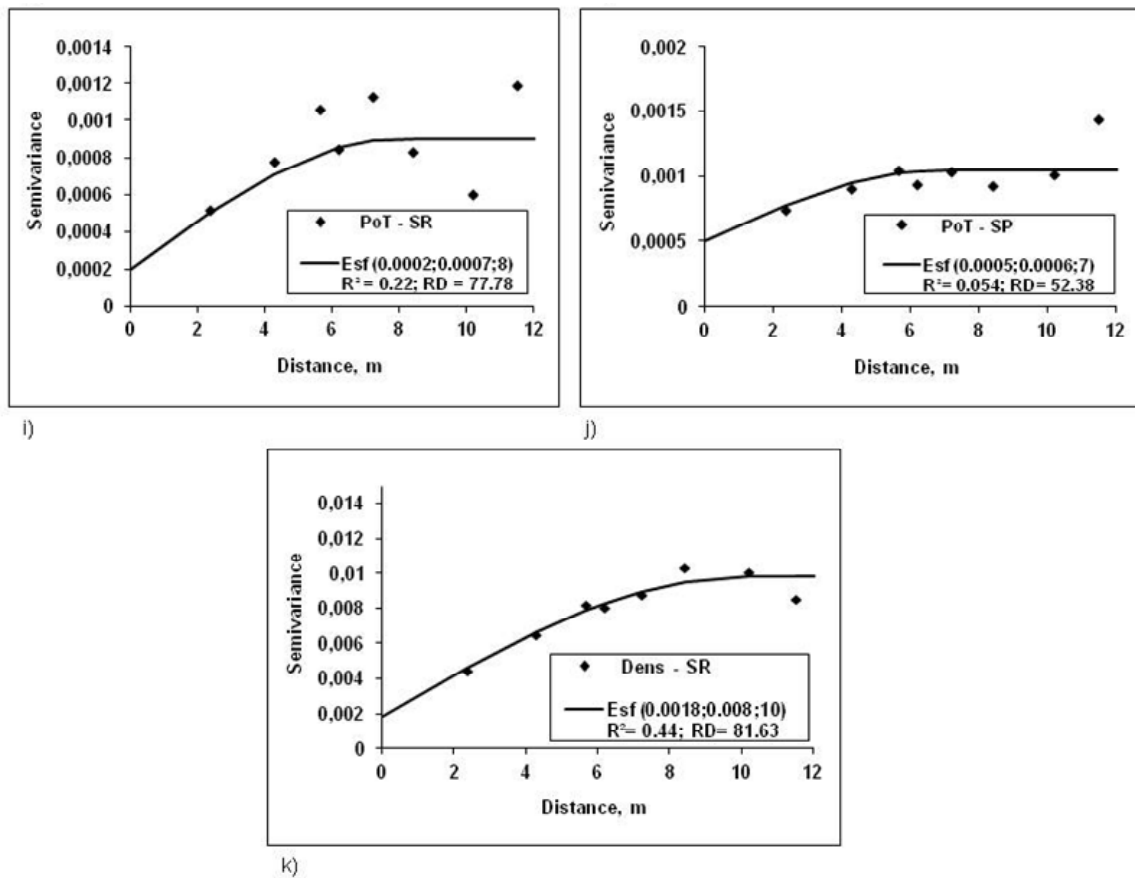 0,0014
0,0012
0,001
0,0008
0,0006
0,0004
0,0002
0
Semivariance
PoT - SR
Esf (0.0002;0.0007;8)
R² = 0.22; RD = 77.78
0 2 4 6 8 10 12
Distance, m
i)
0,002
0,0015
0,001
0,0005
0
Semivariance
PoT - SP
Esf (0.0005;0.0006;7)
R² = 0.054; RD= 52.38
0 2 4 6 8 10 12
Distance, m
j)
0,014
0,012
0,01
0,008
0,006
0,004
0,002
0
Semivariance
Dens - SR
Esf (0.0018;0.008;10)
R²= 0.44; RD= 81.63
0 2 4 6 8 10 12
Distance, m
k)